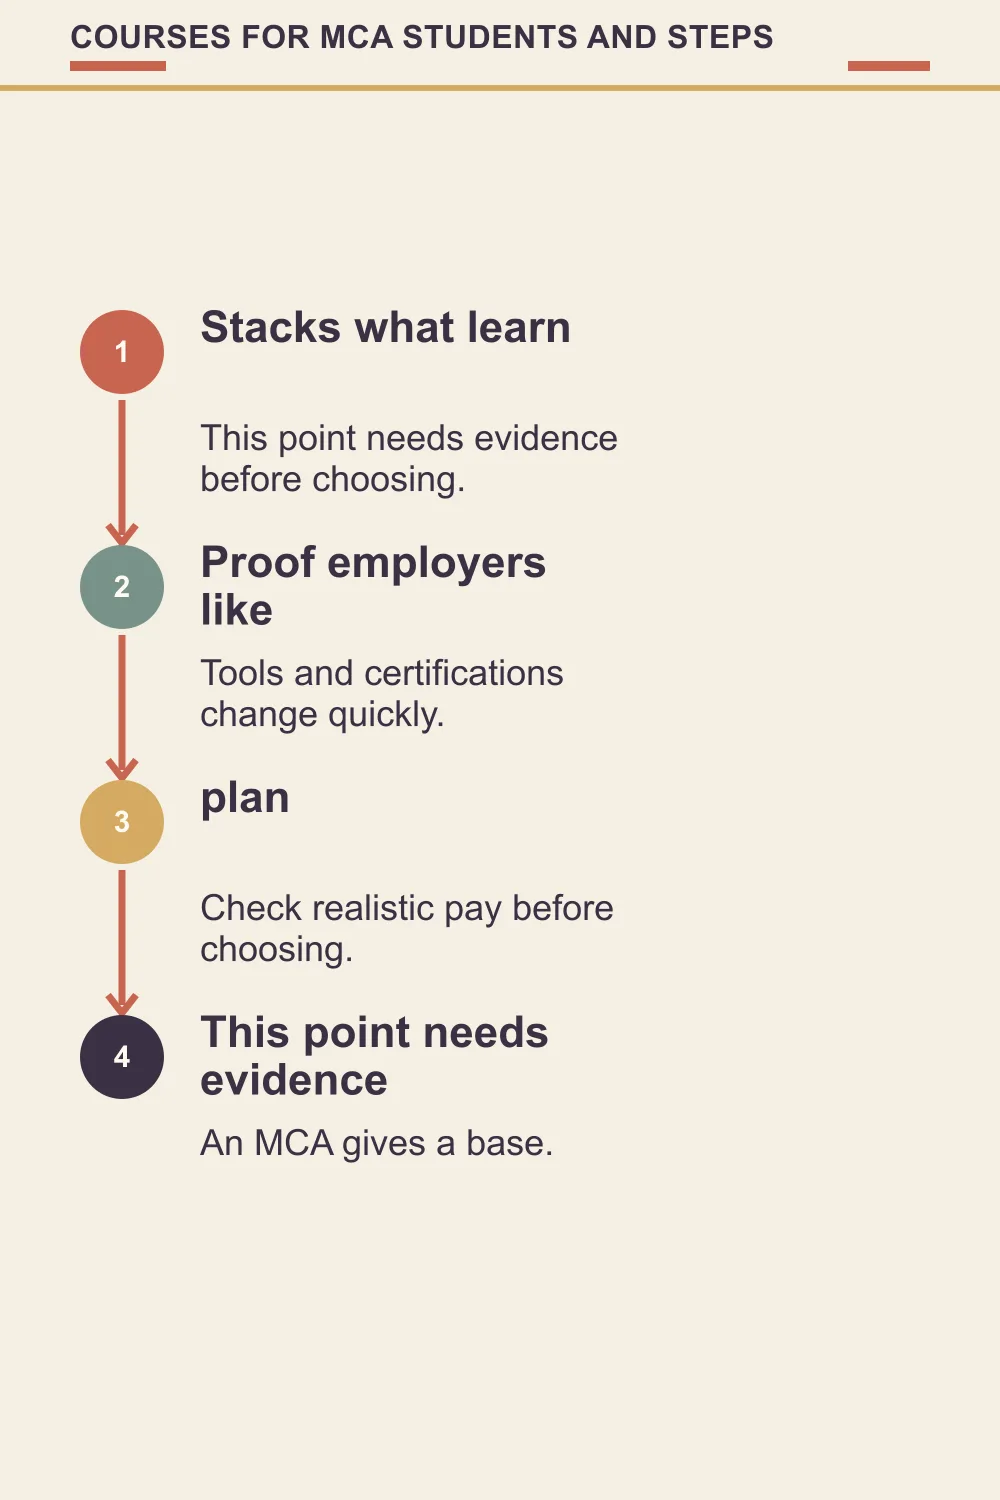 COURSES FOR MCA STUDENTS AND STEPS
1
Stacks what learn
This point needs evidence
before choosing.
2
Proof employers
like
Tools and certifications
change quickly.
3
plan
Check realistic pay before
choosing.
4
This point needs
evidence
An MCA gives a base.